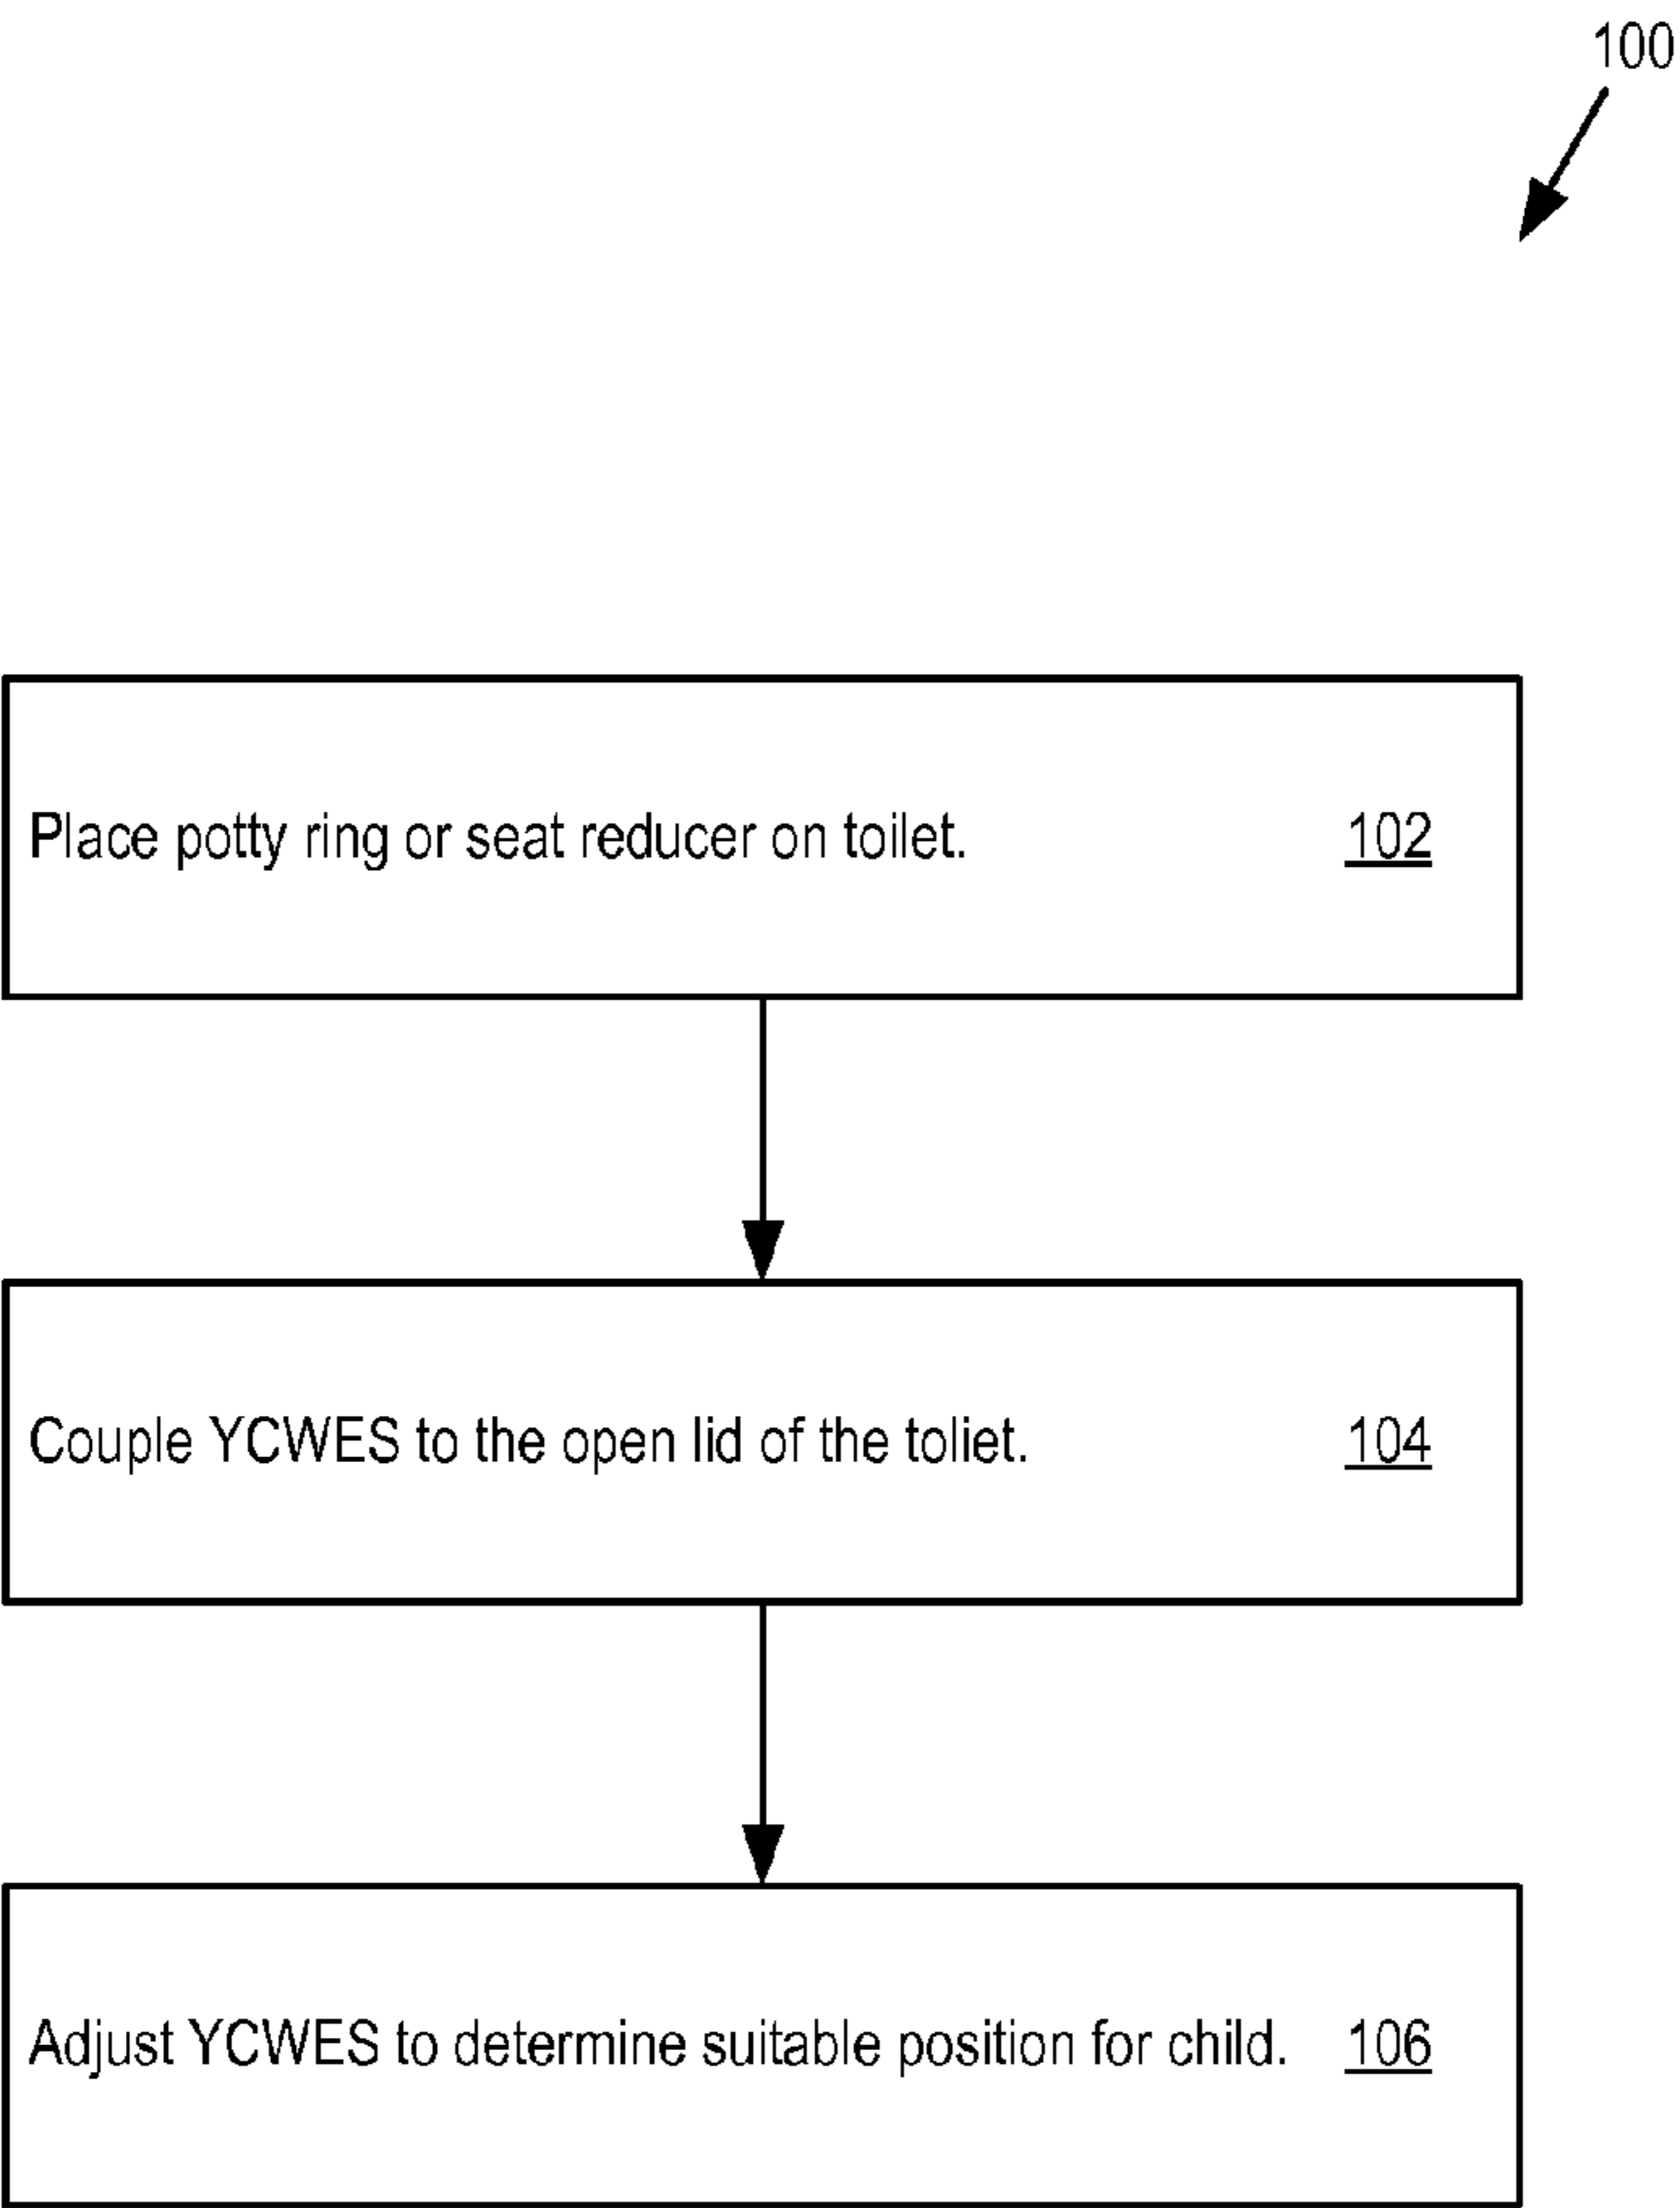 100
Place potty ring or seat reducer on toilet. 102
Couple YCWES to the open lid of the toliet. 104
Adjust YCWES to determine suitable position for child. 106